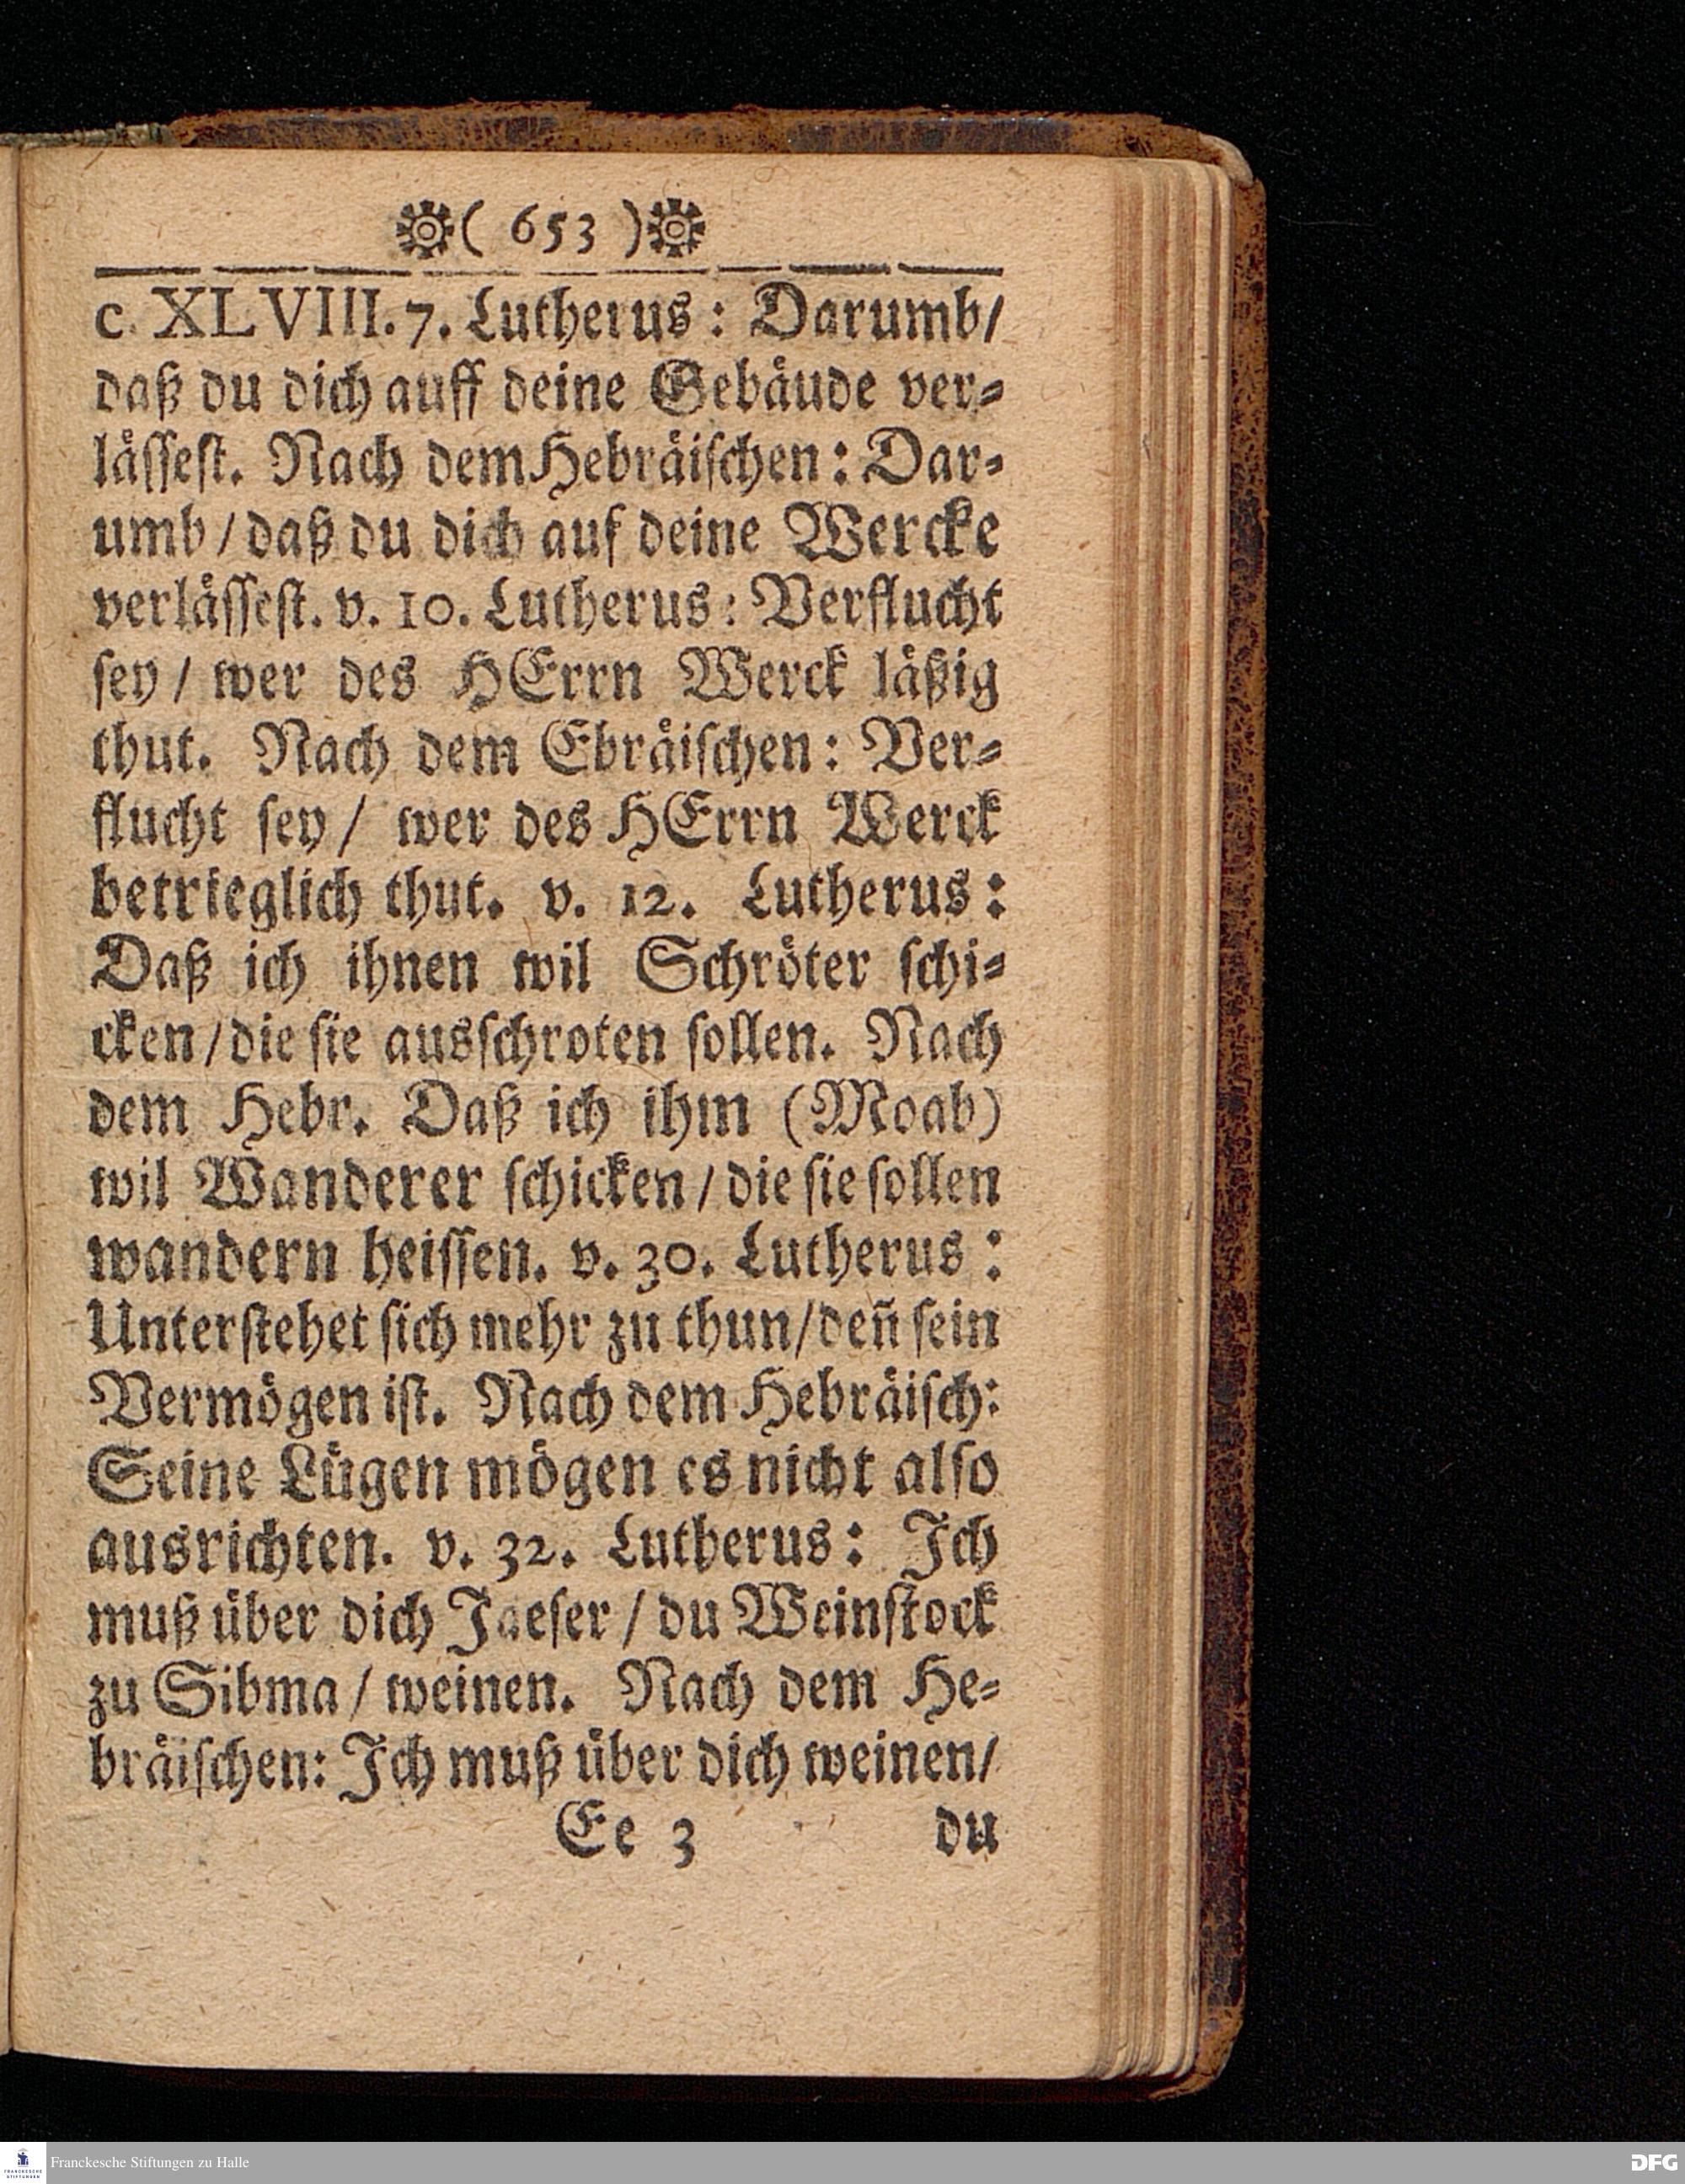 ( 653 )
c. XLVIII. 7. Lutherus: Darumb/
daß du dich auff deine Gebäude ver-
lässest. Nach dem Hebräischen: Dar-
umb / daß du dich auf deine Wercke
verlässest. v. 10. Lutherus: Verflucht
sey / wer des HErrn Werck läßig
thut. Nach dem Ebräischen: Ver-
flucht sey / wer des HErrn Werck
betrieglich thut. v. 12. Lutherus:
Daß ich ihnen wil Schröter schi-
cken / die sie ausschroten sollen. Nach
dem Hebr. Daß ich ihm (Moab)
wil Wanderer schicken / die sie sollen
wandern heissen. v. 30. Lutherus:
Unterstehet sich mehr zu thun/ deñ sein
Vermögen ist. Nach dem Hebräisch:
Seine Lügen mögen es nicht also
ausrichten. v. 32. Lutherus: Ich
muß über dich Jaeser / du Weinstock
zu Sibma / weinen. Nach dem He-
bräischen: Ich muß über dich weinen/
Ee 3 du
FRANCKESCHE STIFTUNGEN
Franckesche Stiftungen zu Halle
DFG